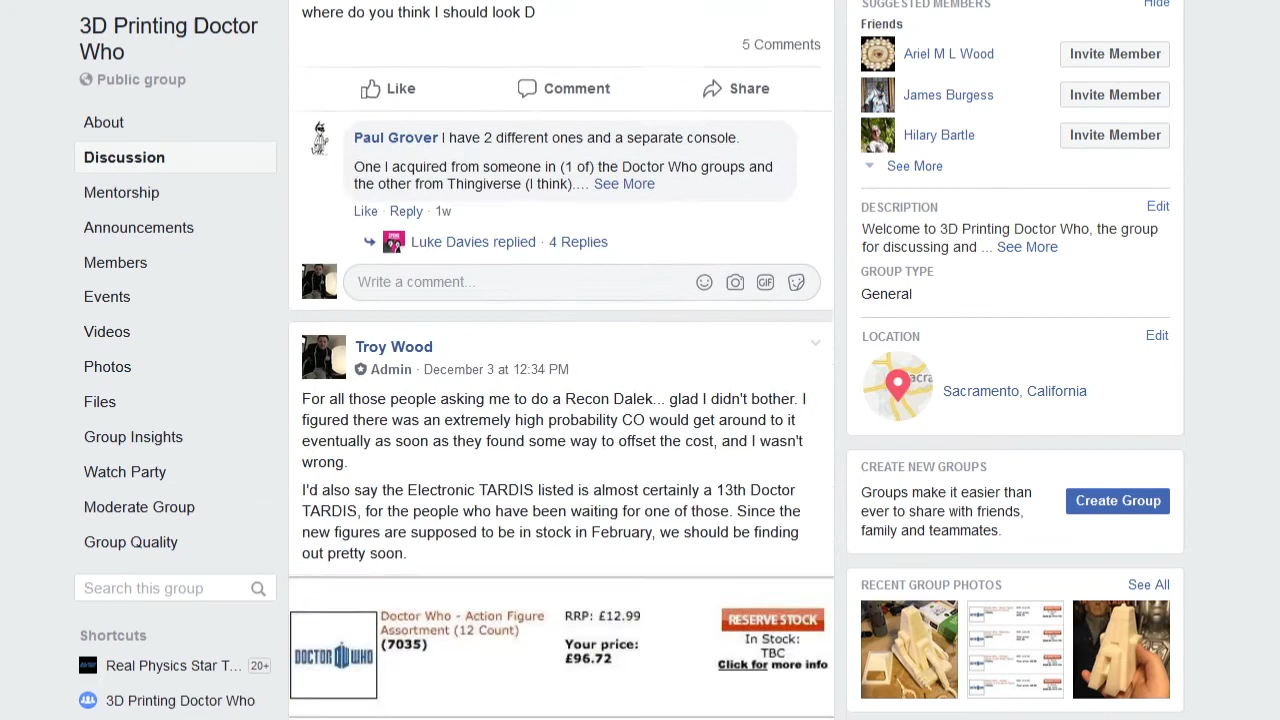 3D Printing Doctor
Who
Public group
About
Discussion
Mentorship
Announcements
Members
Events
Videos
Photos
Files
Group Insights
Watch Party
Moderate Group
Group Quality
Search this group
Shortcuts
Real Physics Star T... 20+
3D Printing Doctor Who
where do you think I should look D
5 Comments
Like Comment Share
Paul Grover I have 2 different ones and a separate console.
One I acquired from someone in (1 of) the Doctor Who groups and
the other from Thingiverse (I think).... See More
Like · Reply · 1w
Luke Davies replied · 4 Replies
Write a comment...
GIF
Troy Wood
Admin · December 3 at 12:34 PM
For all those people asking me to do a Recon Dalek... glad I didn't bother. I
figured there was an extremely high probability CO would get around to it
eventually as soon as they found some way to offset the cost, and I wasn't
wrong.
I'd also say the Electronic TARDIS listed is almost certainly a 13th Doctor
TARDIS, for the people who have been waiting for one of those. Since the
new figures are supposed to be in stock in February, we should be finding
out pretty soon.
DOCTOR WHO
Doctor Who - Action Figure
Assortment (12 Count)
(7035)
RRP: £12.99
Your price:
£96.72
RESERVE STOCK
In Stock:
TBC
Click for more info
SUGGESTED MEMBERS Hide
Friends
Ariel M L Wood Invite Member
James Burgess Invite Member
Hilary Bartle Invite Member
See More
DESCRIPTION Edit
Welcome to 3D Printing Doctor Who, the group
for discussing and ... See More
GROUP TYPE
General
LOCATION Edit
acra
Sacramento, California
CREATE NEW GROUPS
Groups make it easier than
ever to share with friends,
family and teammates.
Create Group
RECENT GROUP PHOTOS See All